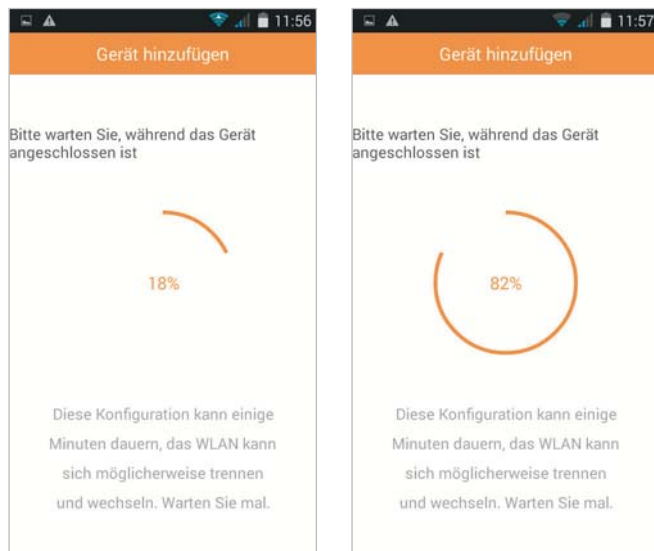 11:56
Gerät hinzufügen
Bitte warten Sie, während das Gerät
angeschlossen ist
18%
Diese Konfiguration kann einige
Minuten dauern, das WLAN kann
sich möglicherweise trennen
und wechseln. Warten Sie mal.
11:57
Gerät hinzufügen
Bitte warten Sie, während das Gerät
angeschlossen ist
82%
Diese Konfiguration kann einige
Minuten dauern, das WLAN kann
sich möglicherweise trennen
und wechseln. Warten Sie mal.